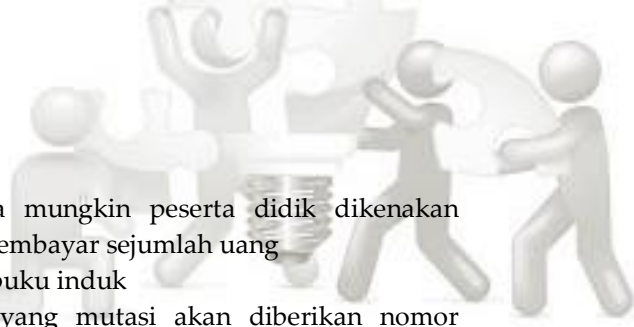 mungkin peserta didik dikenakan
embayar sejumlah uang
buku induk
yang mutasi akan diberikan nomor